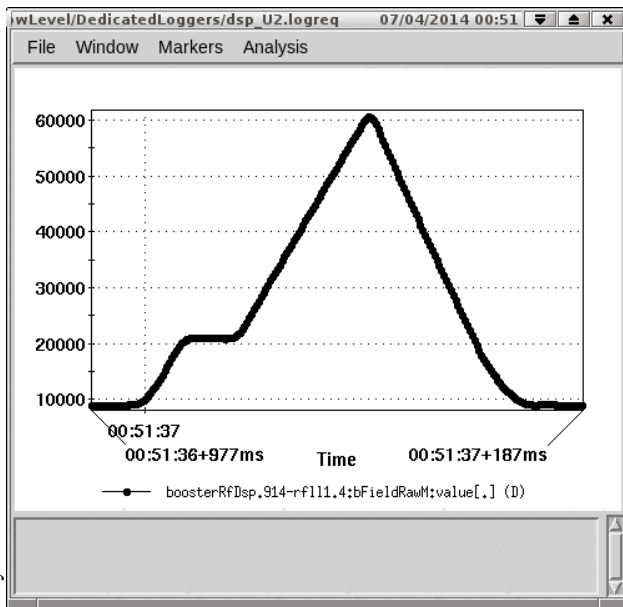 wLevel/DedicatedLoggers/dsp_U2.logreq 07/04/2014 00:51
File Window Markers Analysis
60000
50000
40000
30000
20000
10000
00:51:37
00:51:36+977ms Time 00:51:37+187ms
boosterRfDsp.914-rfll1.4:bFieldRawM:value[.] (D)